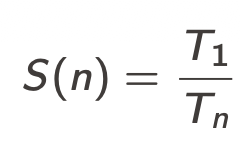 S(n) = T₁ / Tₙ